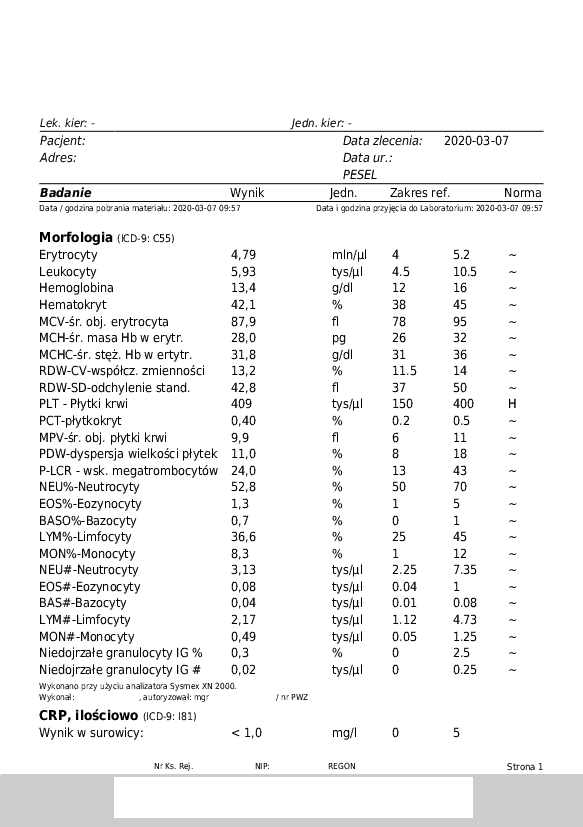 Lek. kier: - Jedn. kier: -
Pacjent: Data zlecenia: 2020-03-07
Adres: Data ur.:
PESEL
Badanie Wynik Jedn. Zakres ref. Norma
Data / godzina pobrania materiału: 2020-03-07 09:57 Data i godzina przyjęcia do Laboratorium: 2020-03-07 09:57
Morfologia (ICD-9: C55)
Erytrocyty 4,79 mln/µl 4 5.2 ~
Leukocyty 5,93 tys/µl 4.5 10.5 ~
Hemoglobina 13,4 g/dl 12 16 ~
Hematokryt 42,1 % 38 45 ~
MCV-śr. obj. erytrocyta 87,9 fl 78 95 ~
MCH-śr. masa Hb w erytr. 28,0 pg 26 32 ~
MCHC-śr. stęż. Hb w ertytr. 31,8 g/dl 31 36 ~
RDW-CV-współcz. zmienności 13,2 % 11.5 14 ~
RDW-SD-odchylenie stand. 42,8 fl 37 50 ~
PLT - Płytki krwi 409 tys/µl 150 400 H
PCT-płytkokryt 0,40 % 0.2 0.5 ~
MPV-śr. obj. płytki krwi 9,9 fl 6 11 ~
PDW-dyspersja wielkości płytek 11,0 % 8 18 ~
P-LCR - wsk. megatrombocytów 24,0 % 13 43 ~
NEU%-Neutrocyty 52,8 % 50 70 ~
EOS%-Eozynocyty 1,3 % 1 5 ~
BASO%-Bazocyty 0,7 % 0 1 ~
LYM%-Limfocyty 36,6 % 25 45 ~
MON%-Monocyty 8,3 % 1 12 ~
NEU#-Neutrocyty 3,13 tys/µl 2.25 7.35 ~
EOS#-Eozynocyty 0,08 tys/µl 0.04 1 ~
BAS#-Bazocyty 0,04 tys/µl 0.01 0.08 ~
LYM#-Limfocyty 2,17 tys/µl 1.12 4.73 ~
MON#-Monocyty 0,49 tys/µl 0.05 1.25 ~
Niedojrzałe granulocyty IG % 0,3 % 0 2.5 ~
Niedojrzałe granulocyty IG # 0,02 tys/µl 0 0.25 ~
Wykonano przy użyciu analizatora Sysmex XN 2000.
Wykonał: , autoryzował: mgr / nr PWZ
CRP, ilościowo (ICD-9: I81)
Wynik w surowicy: < 1,0 mg/l 0 5
Nr Ks. Rej. NIP: REGON Strona 1